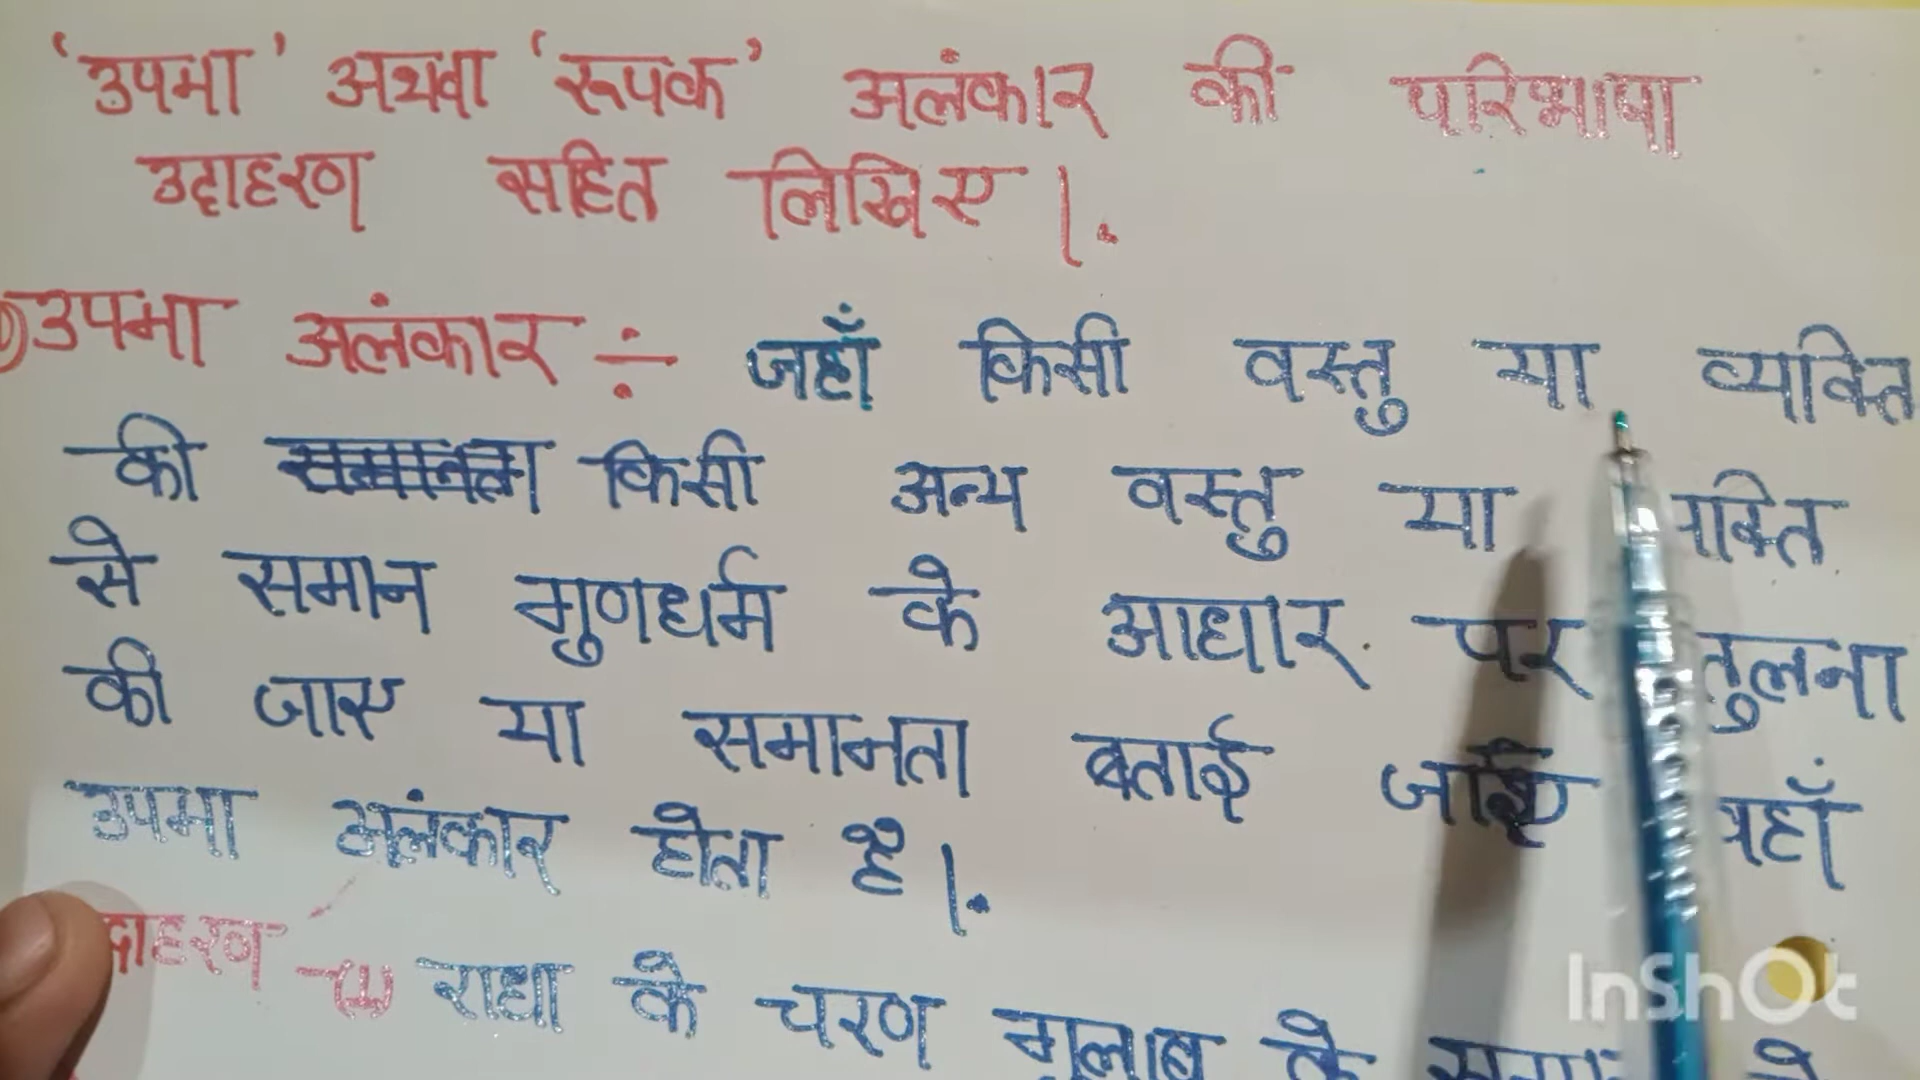 'उपमा' अथवा 'रूपक' अलंकार की परिभाषा
उदाहरण सहित लिखिए।
उपमा अलंकार ÷ जहाँ किसी वस्तु या व्यक्ति
की किसी अन्य वस्तु या
से समान गुणधर्म के आधार पर तुलना
की जाए या समानता बताई जाए वहाँ
उपमा अलंकार होता है।
राधा के चरण गुलाब के
InShOt